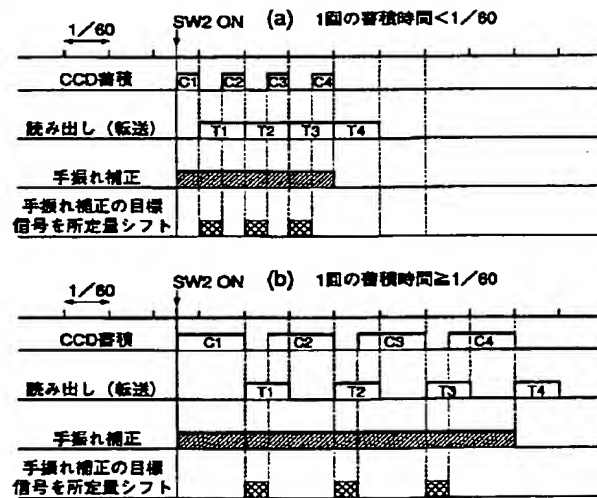 1/60
SW2 ON (a) 1回の蓄積時間<1/60
CCD蓄積
C1 C2 C3 C4
読み出し (転送)
T1 T2 T3 T4
手振れ補正
手振れ補正の目標
信号を所定量シフト
1/60
SW2 ON (b) 1回の蓄積時間≧1/60
CCD蓄積
C1 C2 C3 C4
読み出し (転送)
T1 T2 T3 T4
手振れ補正
手振れ補正の目標
信号を所定量シフト